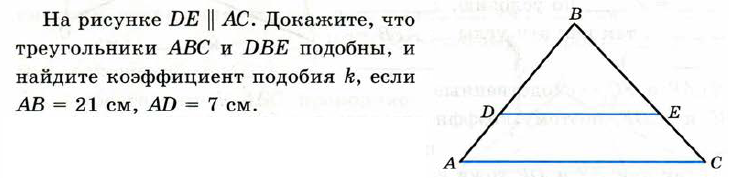 На рисунке DE ∥ AC. Докажите, что
треугольники ABC и DBE подобны, и
найдите коэффициент подобия k, если
AB = 21 см, AD = 7 см.
B
D
E
A
C